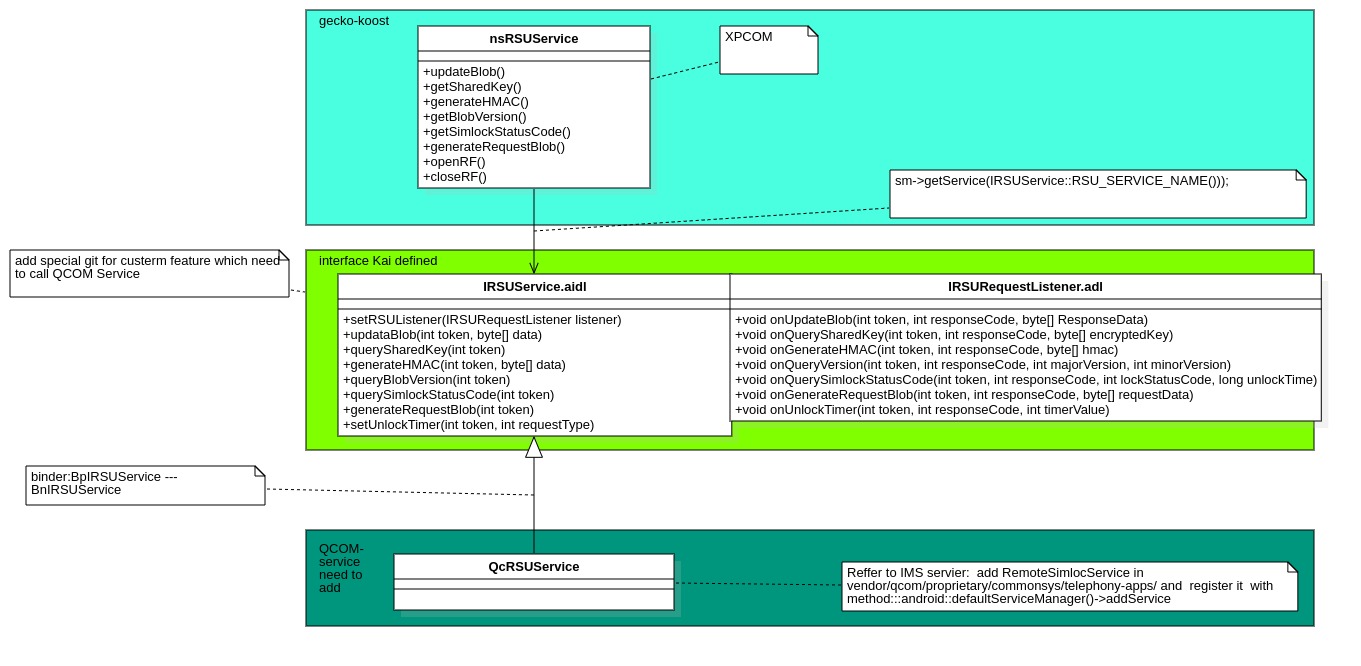 gecko-koost
nsRSUService
+updateBlob()
+getSharedKey()
+generateHMAC()
+getBlobVersion()
+getSimlockStatusCode()
+generateRequestBlob()
+openRF()
+closeRF()
XPCOM
sm->getService(IRSUService::RSU_SERVICE_NAME()));
add special git for custerm feature which need
to call QCOM Service
interface Kai defined
IRSUService.aidl
+setRSUListener(IRSURequestListener listener)
+updataBlob(int token, byte[] data)
+querySharedKey(int token)
+generateHMAC(int token, byte[] data)
+queryBlobVersion(int token)
+querySimlockStatusCode(int token)
+generateRequestBlob(int token)
+setUnlockTimer(int token, int requestType)
IRSURequestListener.adl
+void onUpdateBlob(int token, int responseCode, byte[] ResponseData)
+void onQuerySharedKey(int token, int responseCode, byte[] encryptedKey)
+void onGenerateHMAC(int token, int responseCode, byte[] hmac)
+void onQueryVersion(int token, int responseCode, int majorVersion, int minorVersion)
+void onQuerySimlockStatusCode(int token, int responseCode, int lockStatusCode, long unlockTime)
+void onGenerateRequestBlob(int token, int responseCode, byte[] requestData)
+void onUnlockTimer(int token, int responseCode, int timerValue)
binder:BpIRSUService ---
BnIRSUService
QCOM-
service
need to
add
QcRSUService
Reffer to IMS servier:  add RemoteSimlocService in
vendor/qcom/proprietary/commonsys/telephony-apps/ and  register it  with
method:::android::defaultServiceManager()->addService